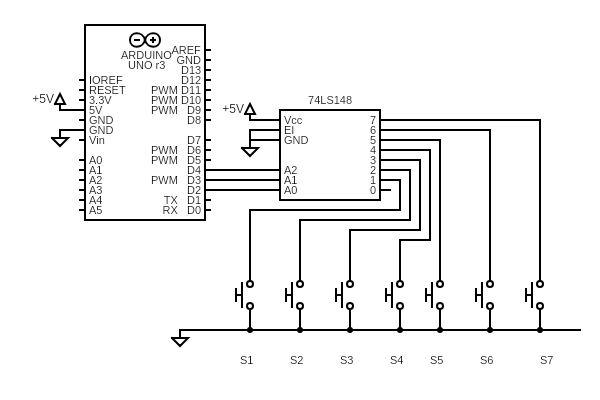 ARDUINO
UNO r3
AREF
GND
D13
IOREF D12
RESET PWM D11
+5V 3.3V PWM D10
5V PWM D9
GND D8
GND D7
Vin PWM D6
A0 PWM D5
A1 D4
A2 PWM D3
A3 D2
A4 TX D1
A5 RX D0
74LS148
+5V
Vcc 7
EI 6
GND 5
4
3
A2 2
A1 1
A0 0
S1 S2 S3 S4 S5 S6 S7